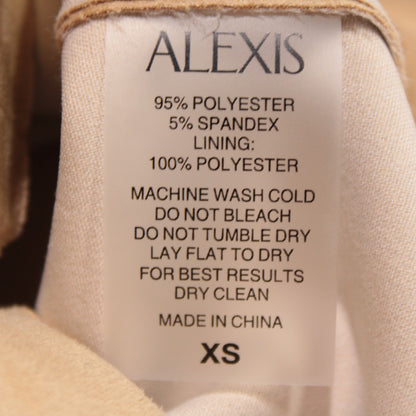 ALEXIS
95% POLYESTER
5% SPANDEX
LINING:
100% POLYESTER
MACHINE WASH COLD
DO NOT BLEACH
DO NOT TUMBLE DRY
LAY FLAT TO DRY
FOR BEST RESULTS
DRY CLEAN
MADE IN CHINA
XS